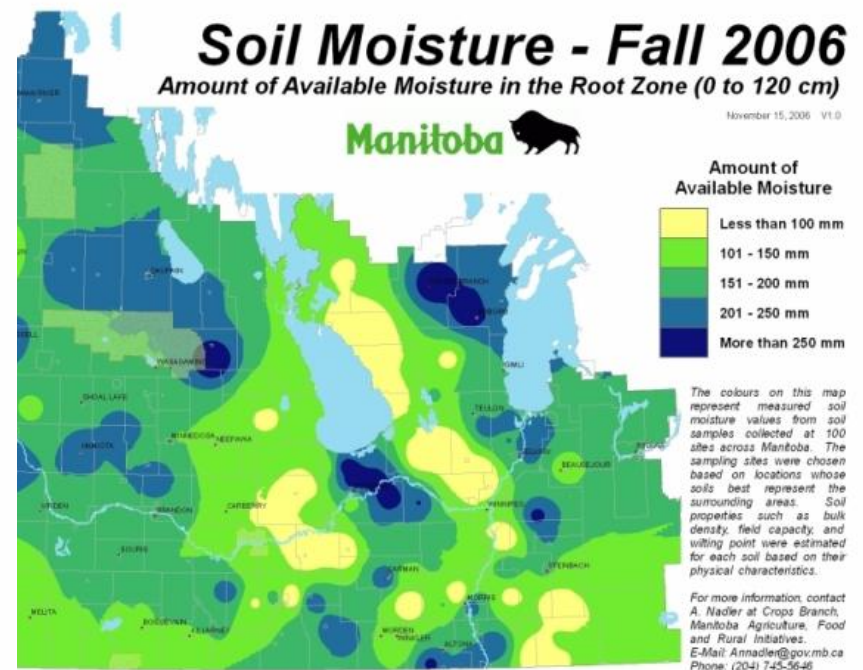 Soil Moisture - Fall 2006
Amount of Available Moisture in the Root Zone (0 to 120 cm)
November 15, 2006 V1.0
Manitoba
Amount of
Available Moisture
Less than 100 mm
101 - 150 mm
151 - 200 mm
201 - 250 mm
More than 250 mm
DAUPHIN
GIMLI
SHOAL LAKE
TEULON
HAMIOTA
MINNEDOSA
NEEPAWA
BEAUSEJOUR
VIRDEN
BRANDON
CARBERRY
WINNIPEG
SOURIS
CARMAN
STEINBACH
MELITA
BOISSEVAIN
KILLARNEY
MORRIS
MORDEN
WINKLER
ALTONA
The colours on this map
represent measured soil
moisture values from soil
samples collected at 100
sites across Manitoba. The
sampling sites were chosen
based on locations whose
soils best represent the
surrounding areas. Soil
properties such as bulk
density, field capacity, and
wilting point were estimated
for each soil based on their
physical characteristics.
For more information, contact
A. Nadler at Crops Branch,
Manitoba Agriculture, Food
and Rural Initiatives.
E-Mail: Annadler@gov.mb.ca
Phone: (204) 745-5646